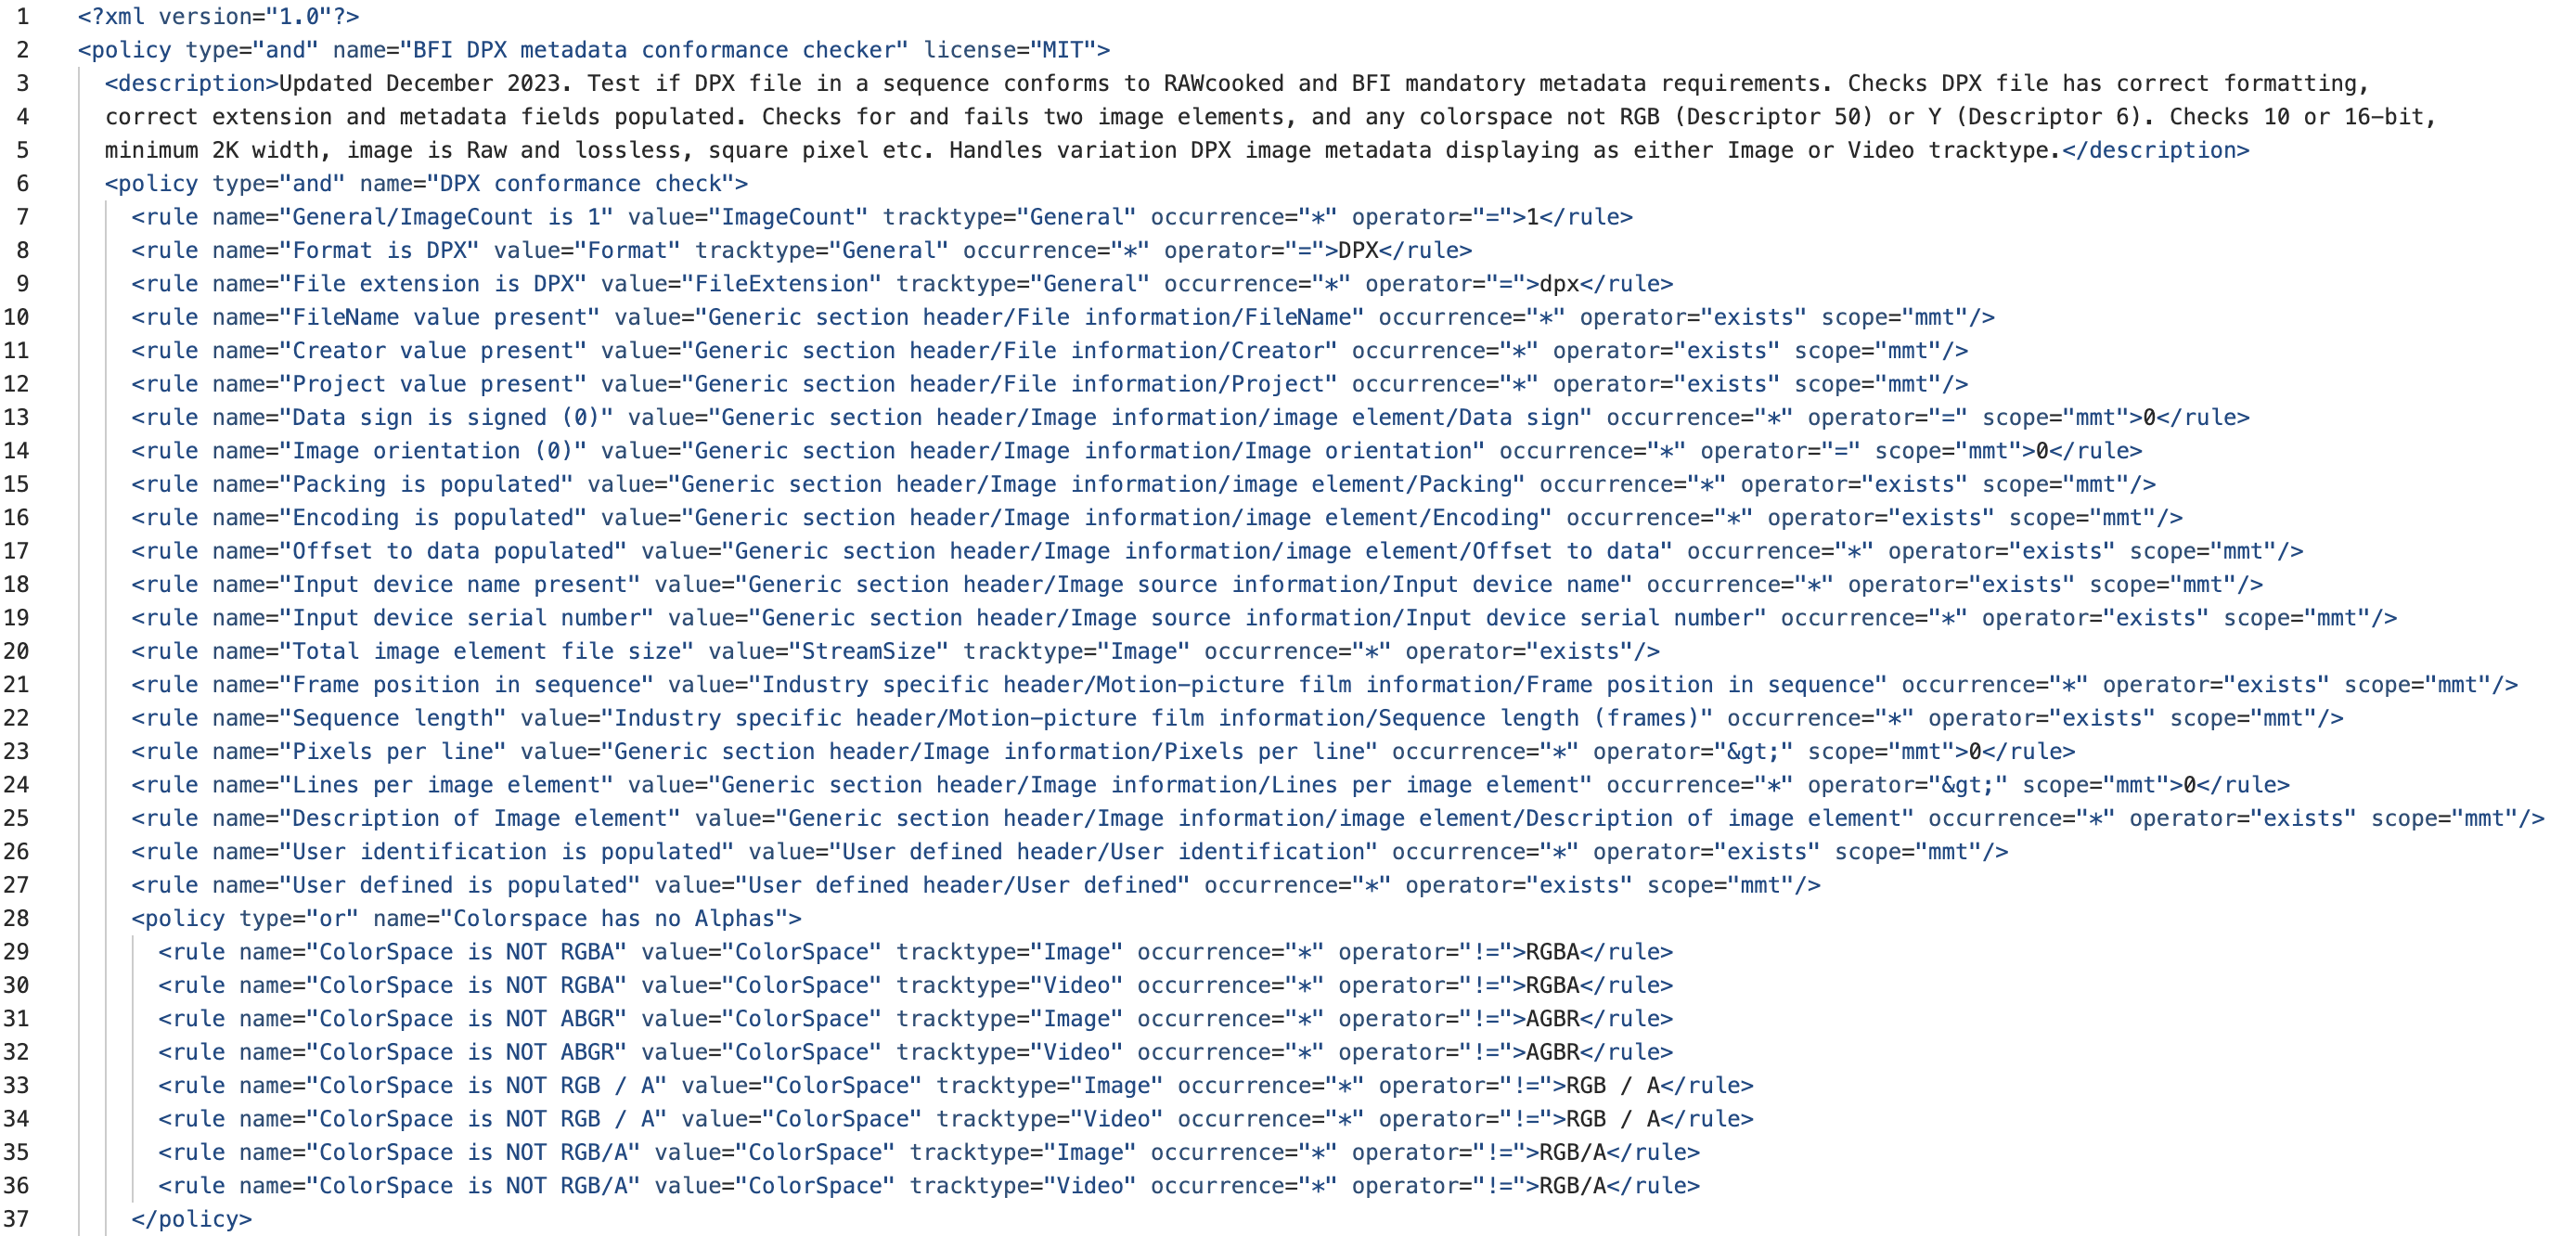 1 <?xml version="1.0"?>
2 <policy type="and" name="BFI DPX metadata conformance checker" license="MIT">
3 <description>Updated December 2023. Test if DPX file in a sequence conforms to RAWcooked and BFI mandatory metadata requirements. Checks DPX file has correct formatting,
4 correct extension and metadata fields populated. Checks for and fails two image elements, and any colorspace not RGB (Descriptor 50) or Y (Descriptor 6). Checks 10 or 16-bit,
5 minimum 2K width, image is Raw and lossless, square pixel etc. Handles variation DPX image metadata displaying as either Image or Video tracktype.</description>
6 <policy type="and" name="DPX conformance check">
7 <rule name="General/ImageCount is 1" value="ImageCount" tracktype="General" occurrence="*" operator="=">1</rule>
8 <rule name="Format is DPX" value="Format" tracktype="General" occurrence="*" operator="=">DPX</rule>
9 <rule name="File extension is DPX" value="FileExtension" tracktype="General" occurrence="*" operator="=">dpx</rule>
10 <rule name="FileName value present" value="Generic section header/File information/FileName" occurrence="*" operator="exists" scope="mmt"/>
11 <rule name="Creator value present" value="Generic section header/File information/Creator" occurrence="*" operator="exists" scope="mmt"/>
12 <rule name="Project value present" value="Generic section header/File information/Project" occurrence="*" operator="exists" scope="mmt"/>
13 <rule name="Data sign is signed (0)" value="Generic section header/Image information/image element/Data sign" occurrence="*" operator="=" scope="mmt">0</rule>
14 <rule name="Image orientation (0)" value="Generic section header/Image information/Image orientation" occurrence="*" operator="=" scope="mmt">0</rule>
15 <rule name="Packing is populated" value="Generic section header/Image information/image element/Packing" occurrence="*" operator="exists" scope="mmt"/>
16 <rule name="Encoding is populated" value="Generic section header/Image information/image element/Encoding" occurrence="*" operator="exists" scope="mmt"/>
17 <rule name="Offset to data populated" value="Generic section header/Image information/image element/Offset to data" occurrence="*" operator="exists" scope="mmt"/>
18 <rule name="Input device name present" value="Generic section header/Image source information/Input device name" occurrence="*" operator="exists" scope="mmt"/>
19 <rule name="Input device serial number" value="Generic section header/Image source information/Input device serial number" occurrence="*" operator="exists" scope="mmt"/>
20 <rule name="Total image element file size" value="StreamSize" tracktype="Image" occurrence="*" operator="exists"/>
21 <rule name="Frame position in sequence" value="Industry specific header/Motion-picture film information/Frame position in sequence" occurrence="*" operator="exists" scope="mmt"/>
22 <rule name="Sequence length" value="Industry specific header/Motion-picture film information/Sequence length (frames)" occurrence="*" operator="exists" scope="mmt"/>
23 <rule name="Pixels per line" value="Generic section header/Image information/Pixels per line" occurrence="*" operator="&gt;" scope="mmt">0</rule>
24 <rule name="Lines per image element" value="Generic section header/Image information/Lines per image element" occurrence="*" operator="&gt;" scope="mmt">0</rule>
25 <rule name="Description of Image element" value="Generic section header/Image information/image element/Description of image element" occurrence="*" operator="exists" scope="mmt"/>
26 <rule name="User identification is populated" value="User defined header/User identification" occurrence="*" operator="exists" scope="mmt"/>
27 <rule name="User defined is populated" value="User defined header/User defined" occurrence="*" operator="exists" scope="mmt"/>
28 <policy type="or" name="Colorspace has no Alphas">
29 <rule name="ColorSpace is NOT RGBA" value="ColorSpace" tracktype="Image" occurrence="*" operator="!=">RGBA</rule>
30 <rule name="ColorSpace is NOT RGBA" value="ColorSpace" tracktype="Video" occurrence="*" operator="!=">RGBA</rule>
31 <rule name="ColorSpace is NOT ABGR" value="ColorSpace" tracktype="Image" occurrence="*" operator="!=">AGBR</rule>
32 <rule name="ColorSpace is NOT ABGR" value="ColorSpace" tracktype="Video" occurrence="*" operator="!=">AGBR</rule>
33 <rule name="ColorSpace is NOT RGB / A" value="ColorSpace" tracktype="Image" occurrence="*" operator="!=">RGB / A</rule>
34 <rule name="ColorSpace is NOT RGB / A" value="ColorSpace" tracktype="Video" occurrence="*" operator="!=">RGB / A</rule>
35 <rule name="ColorSpace is NOT RGB/A" value="ColorSpace" tracktype="Image" occurrence="*" operator="!=">RGB/A</rule>
36 <rule name="ColorSpace is NOT RGB/A" value="ColorSpace" tracktype="Video" occurrence="*" operator="!=">RGB/A</rule>
37 </policy>